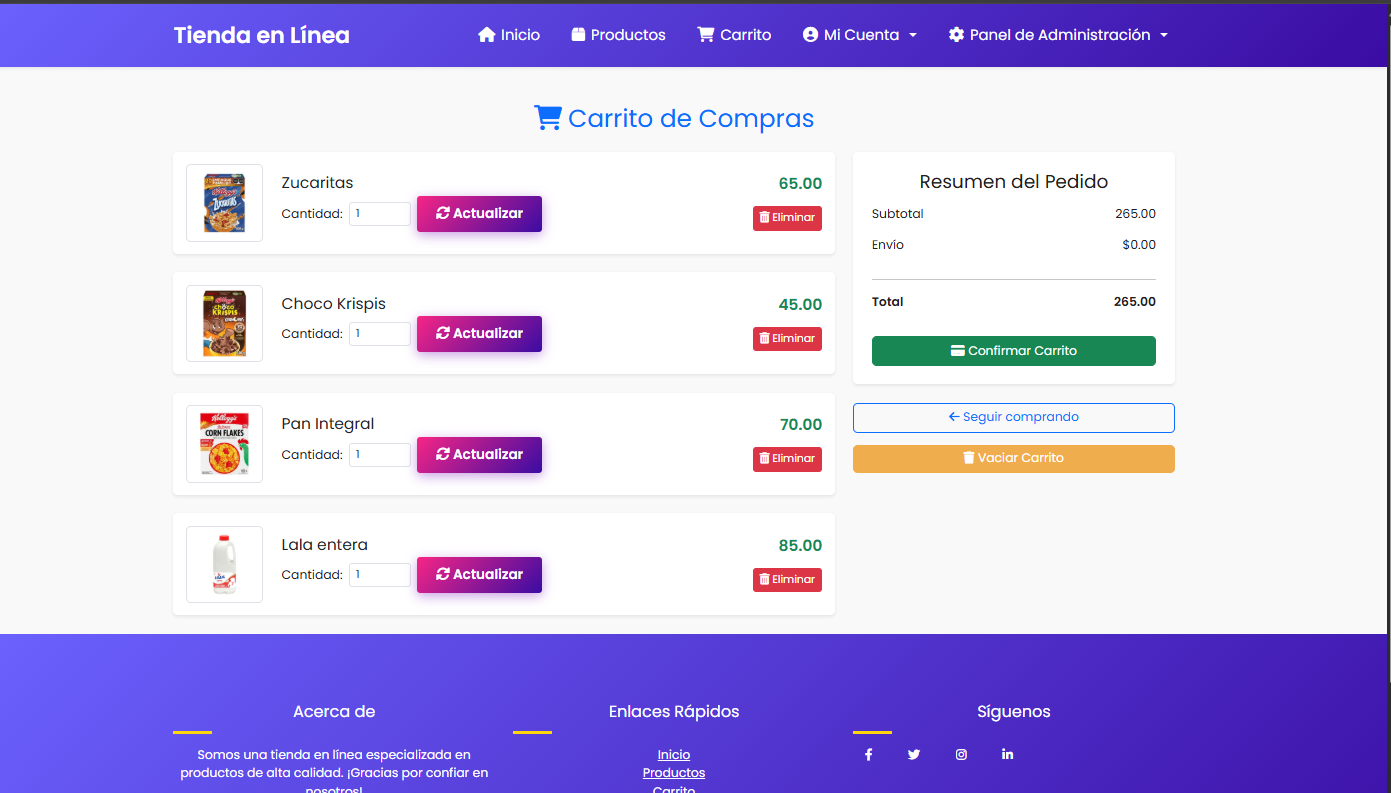 Tienda en Línea
Inicio
Productos
Carrito
Mi Cuenta
Panel de Administración
Carrito de Compras
Zucaritas
65.00
Cantidad: 1 Actualizar
Eliminar
Choco Krispis
45.00
Cantidad: 1 Actualizar
Eliminar
Kellogg's
CORN FLAKES
Pan Integral
70.00
Cantidad: 1 Actualizar
Eliminar
Lala entera
85.00
Cantidad: 1 Actualizar
Eliminar
Resumen del Pedido
Subtotal 265.00
Envío $0.00
Total 265.00
Confirmar Carrito
Seguir comprando
Vaciar Carrito
Acerca de
Somos una tienda en línea especializada en
productos de alta calidad. ¡Gracias por confiar en
nosotros!
Enlaces Rápidos
Inicio
Productos
Carrito
Síguenos